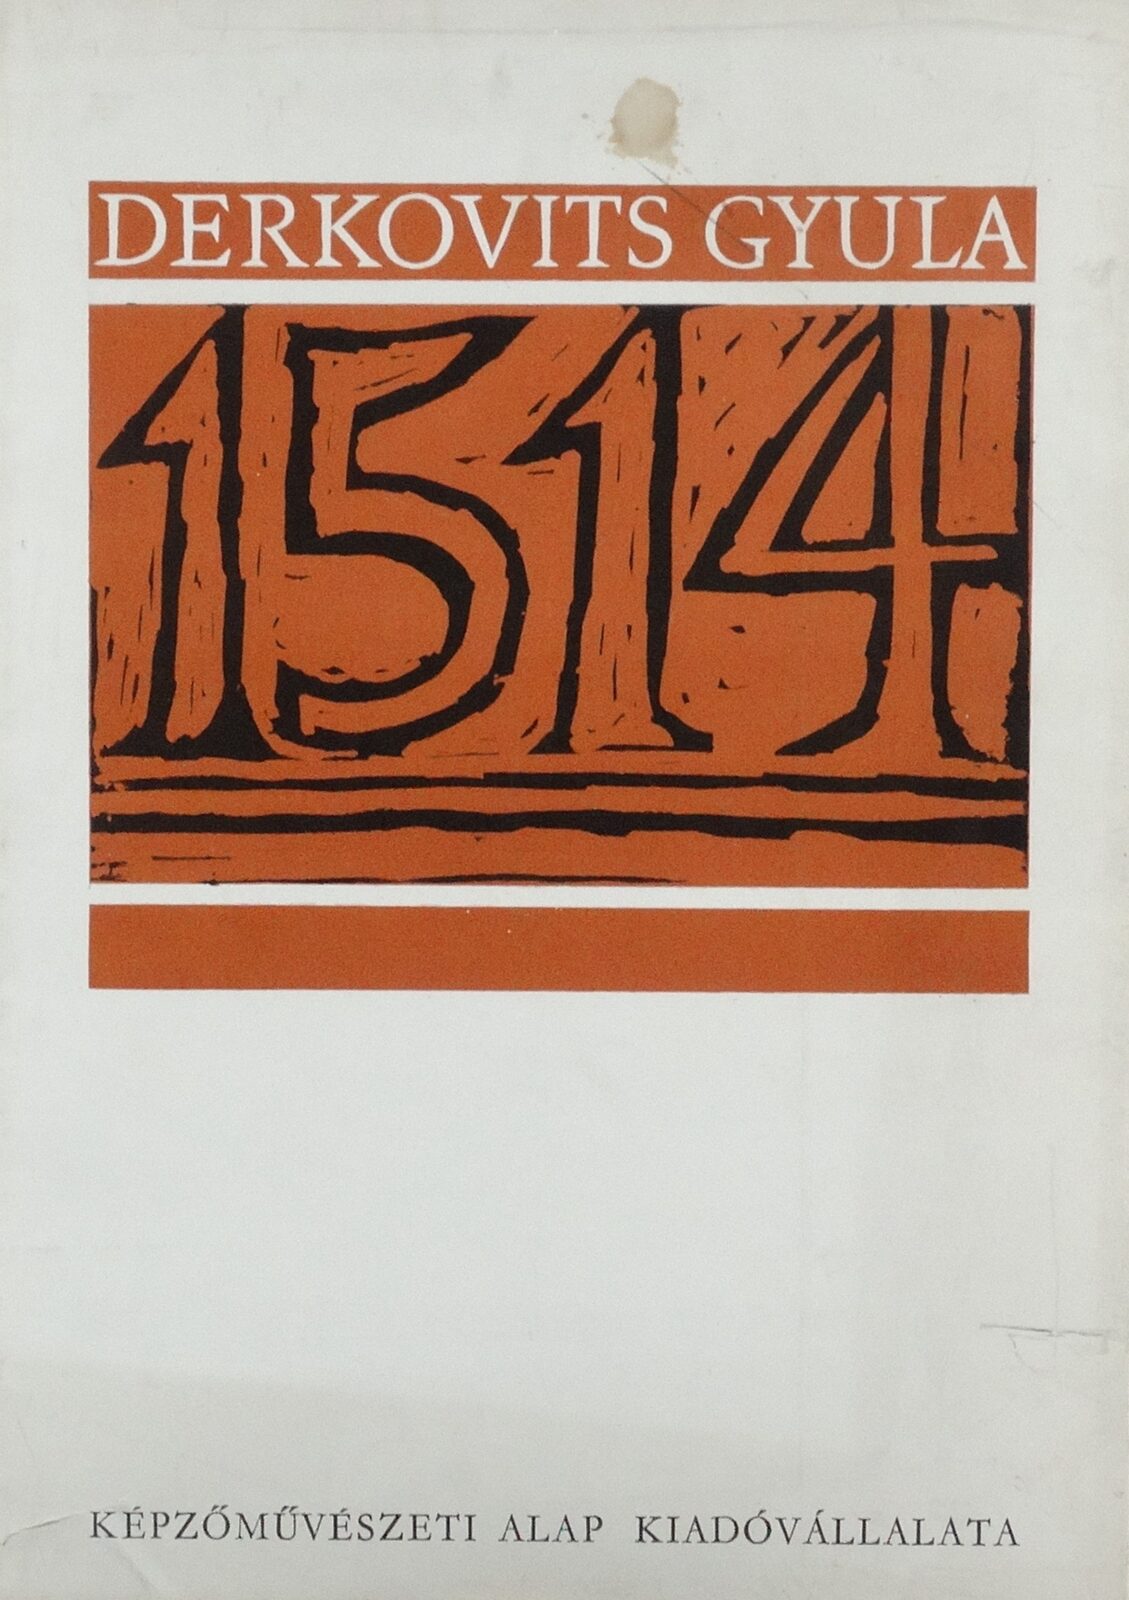 DERKOVITS GYULA
1514
KÉPZŐMŰVÉSZETI ALAP KIADÓVÁLLALATA